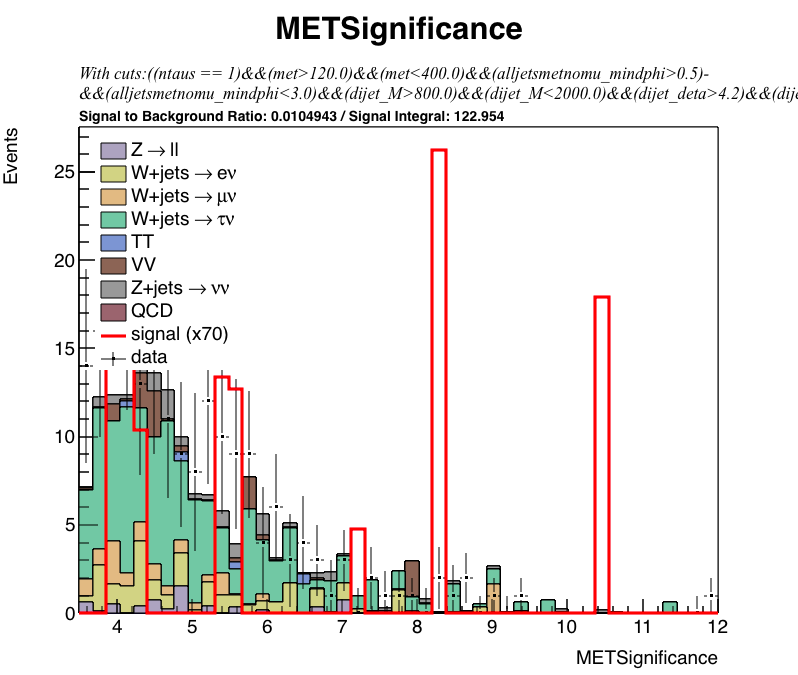 METSignificance
With cuts:((ntaus == 1)&&(met>120.0)&&(met<400.0)&&(alljetsmetnomu_mindphi>0.5)-
&&(alljetsmetnomu_mindphi<3.0)&&(dijet_M>800.0)&&(dijet_M<2000.0)&&(dijet_deta>4.2)&&(dije
Signal to Background Ratio: 0.0104943 / Signal Integral: 122.954
Events
Z → ll
W+jets → eν
W+jets → μν
W+jets → τν
TT
VV
Z+jets → νν
QCD
signal (x70)
data
25
20
15
10
5
0
4 5 6 7 8 9 10 11 12
METSignificance